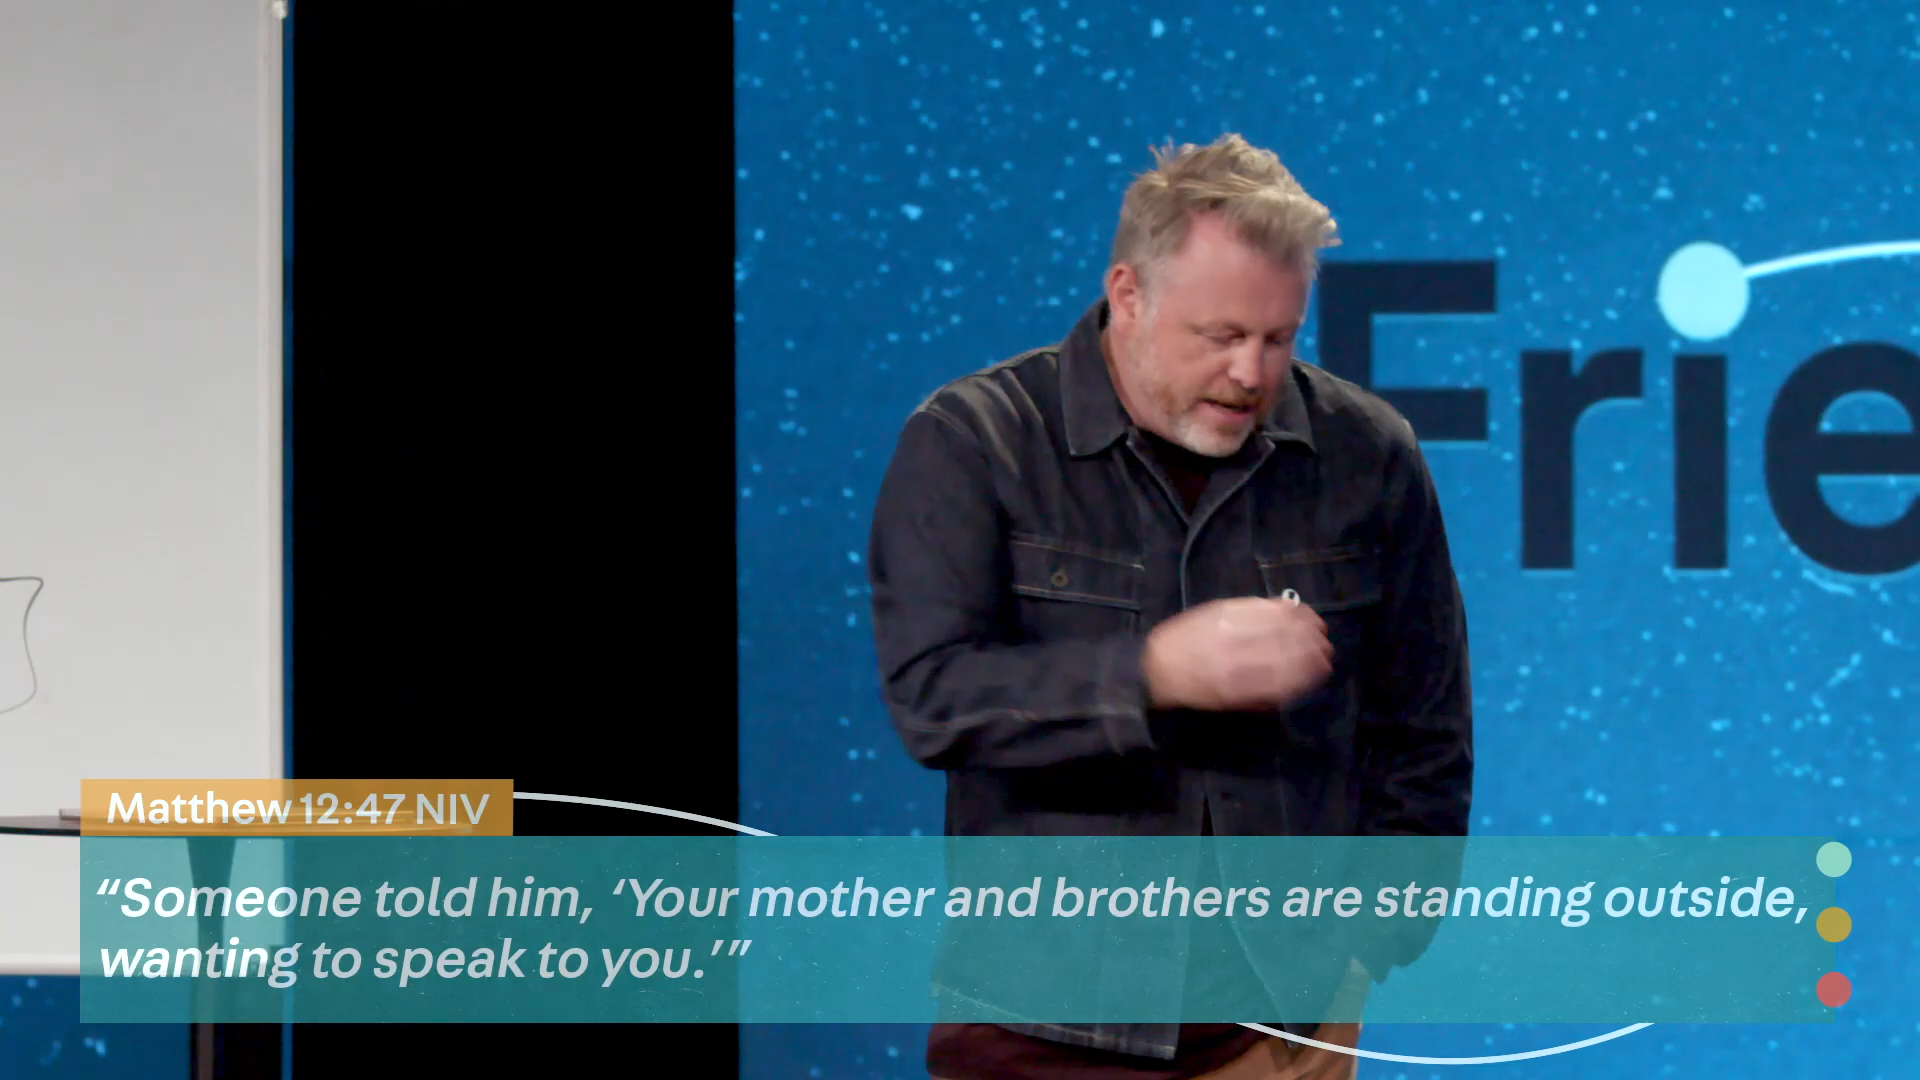 Frie
Matthew 12:47 NIV
“Someone told him, ‘Your mother and brothers are standing outside,
wanting to speak to you.’”